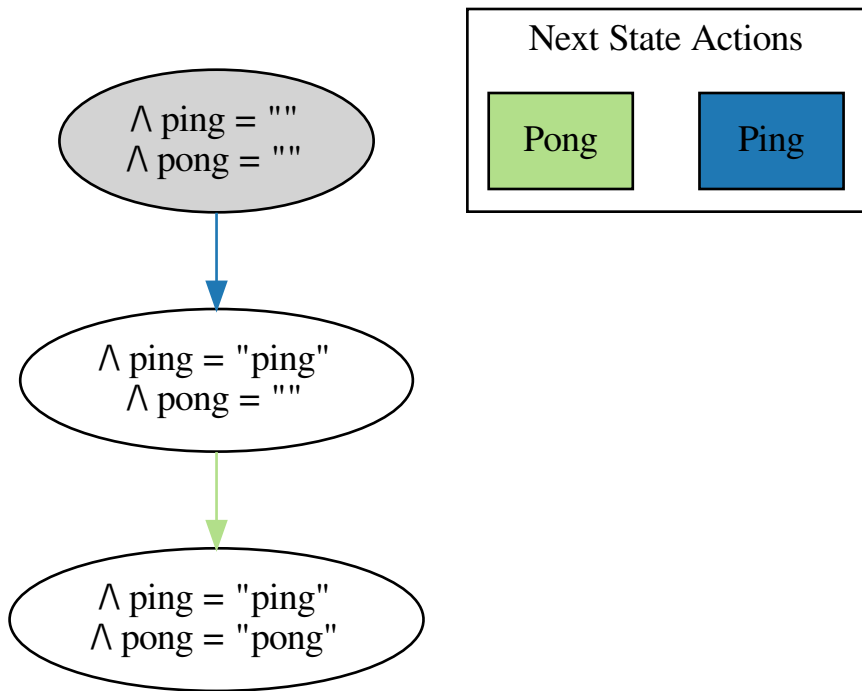 Next State Actions
Pong
Ping
/\ ping = ""
/\ pong = ""
/\ ping = "ping"
/\ pong = ""
/\ ping = "ping"
/\ pong = "pong"